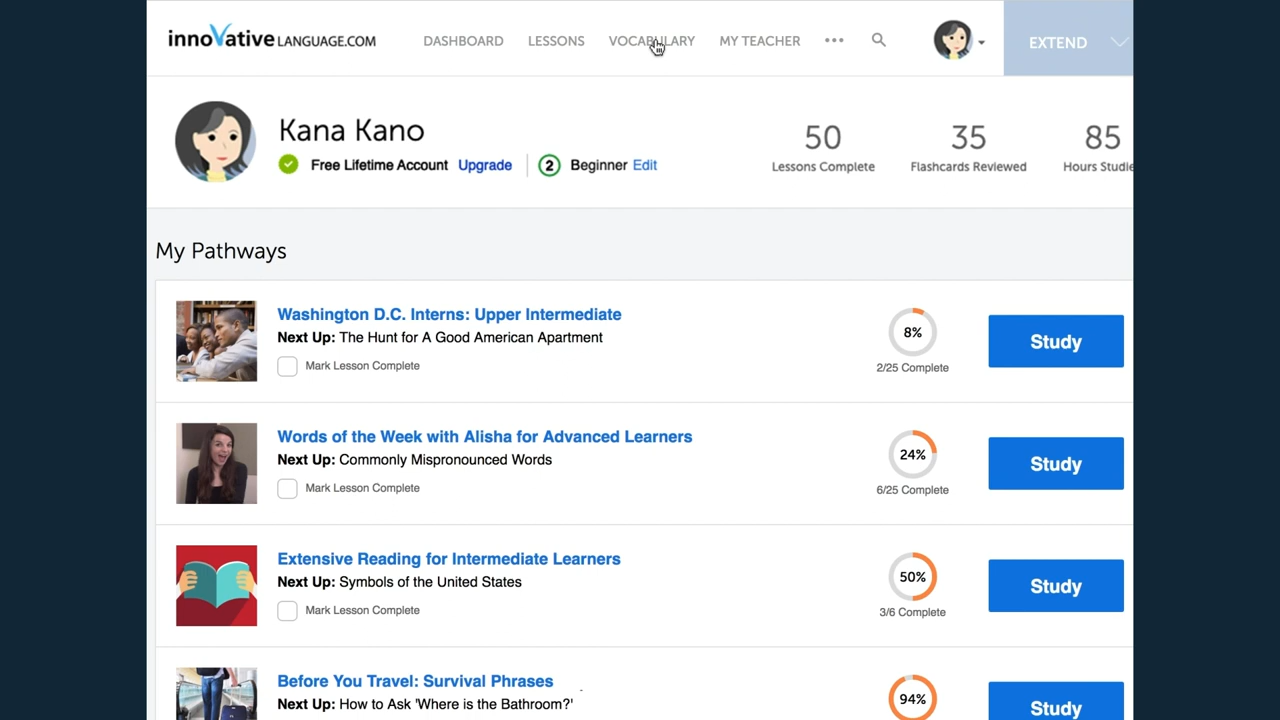 innoVative LANGUAGE.COM
DASHBOARD LESSONS VOCABULARY MY TEACHER EXTEND
Kana Kano
Free Lifetime Account Upgrade 2 Beginner Edit
50 35 85
Lessons Complete Flashcards Reviewed Hours Studie
My Pathways
Washington D.C. Interns: Upper Intermediate
Next Up: The Hunt for A Good American Apartment
Mark Lesson Complete
8%
2/25 Complete
Study
Words of the Week with Alisha for Advanced Learners
Next Up: Commonly Mispronounced Words
Mark Lesson Complete
24%
6/25 Complete
Study
Extensive Reading for Intermediate Learners
Next Up: Symbols of the United States
Mark Lesson Complete
50%
3/6 Complete
Study
Before You Travel: Survival Phrases
Next Up: How to Ask 'Where is the Bathroom?'
94%
Study